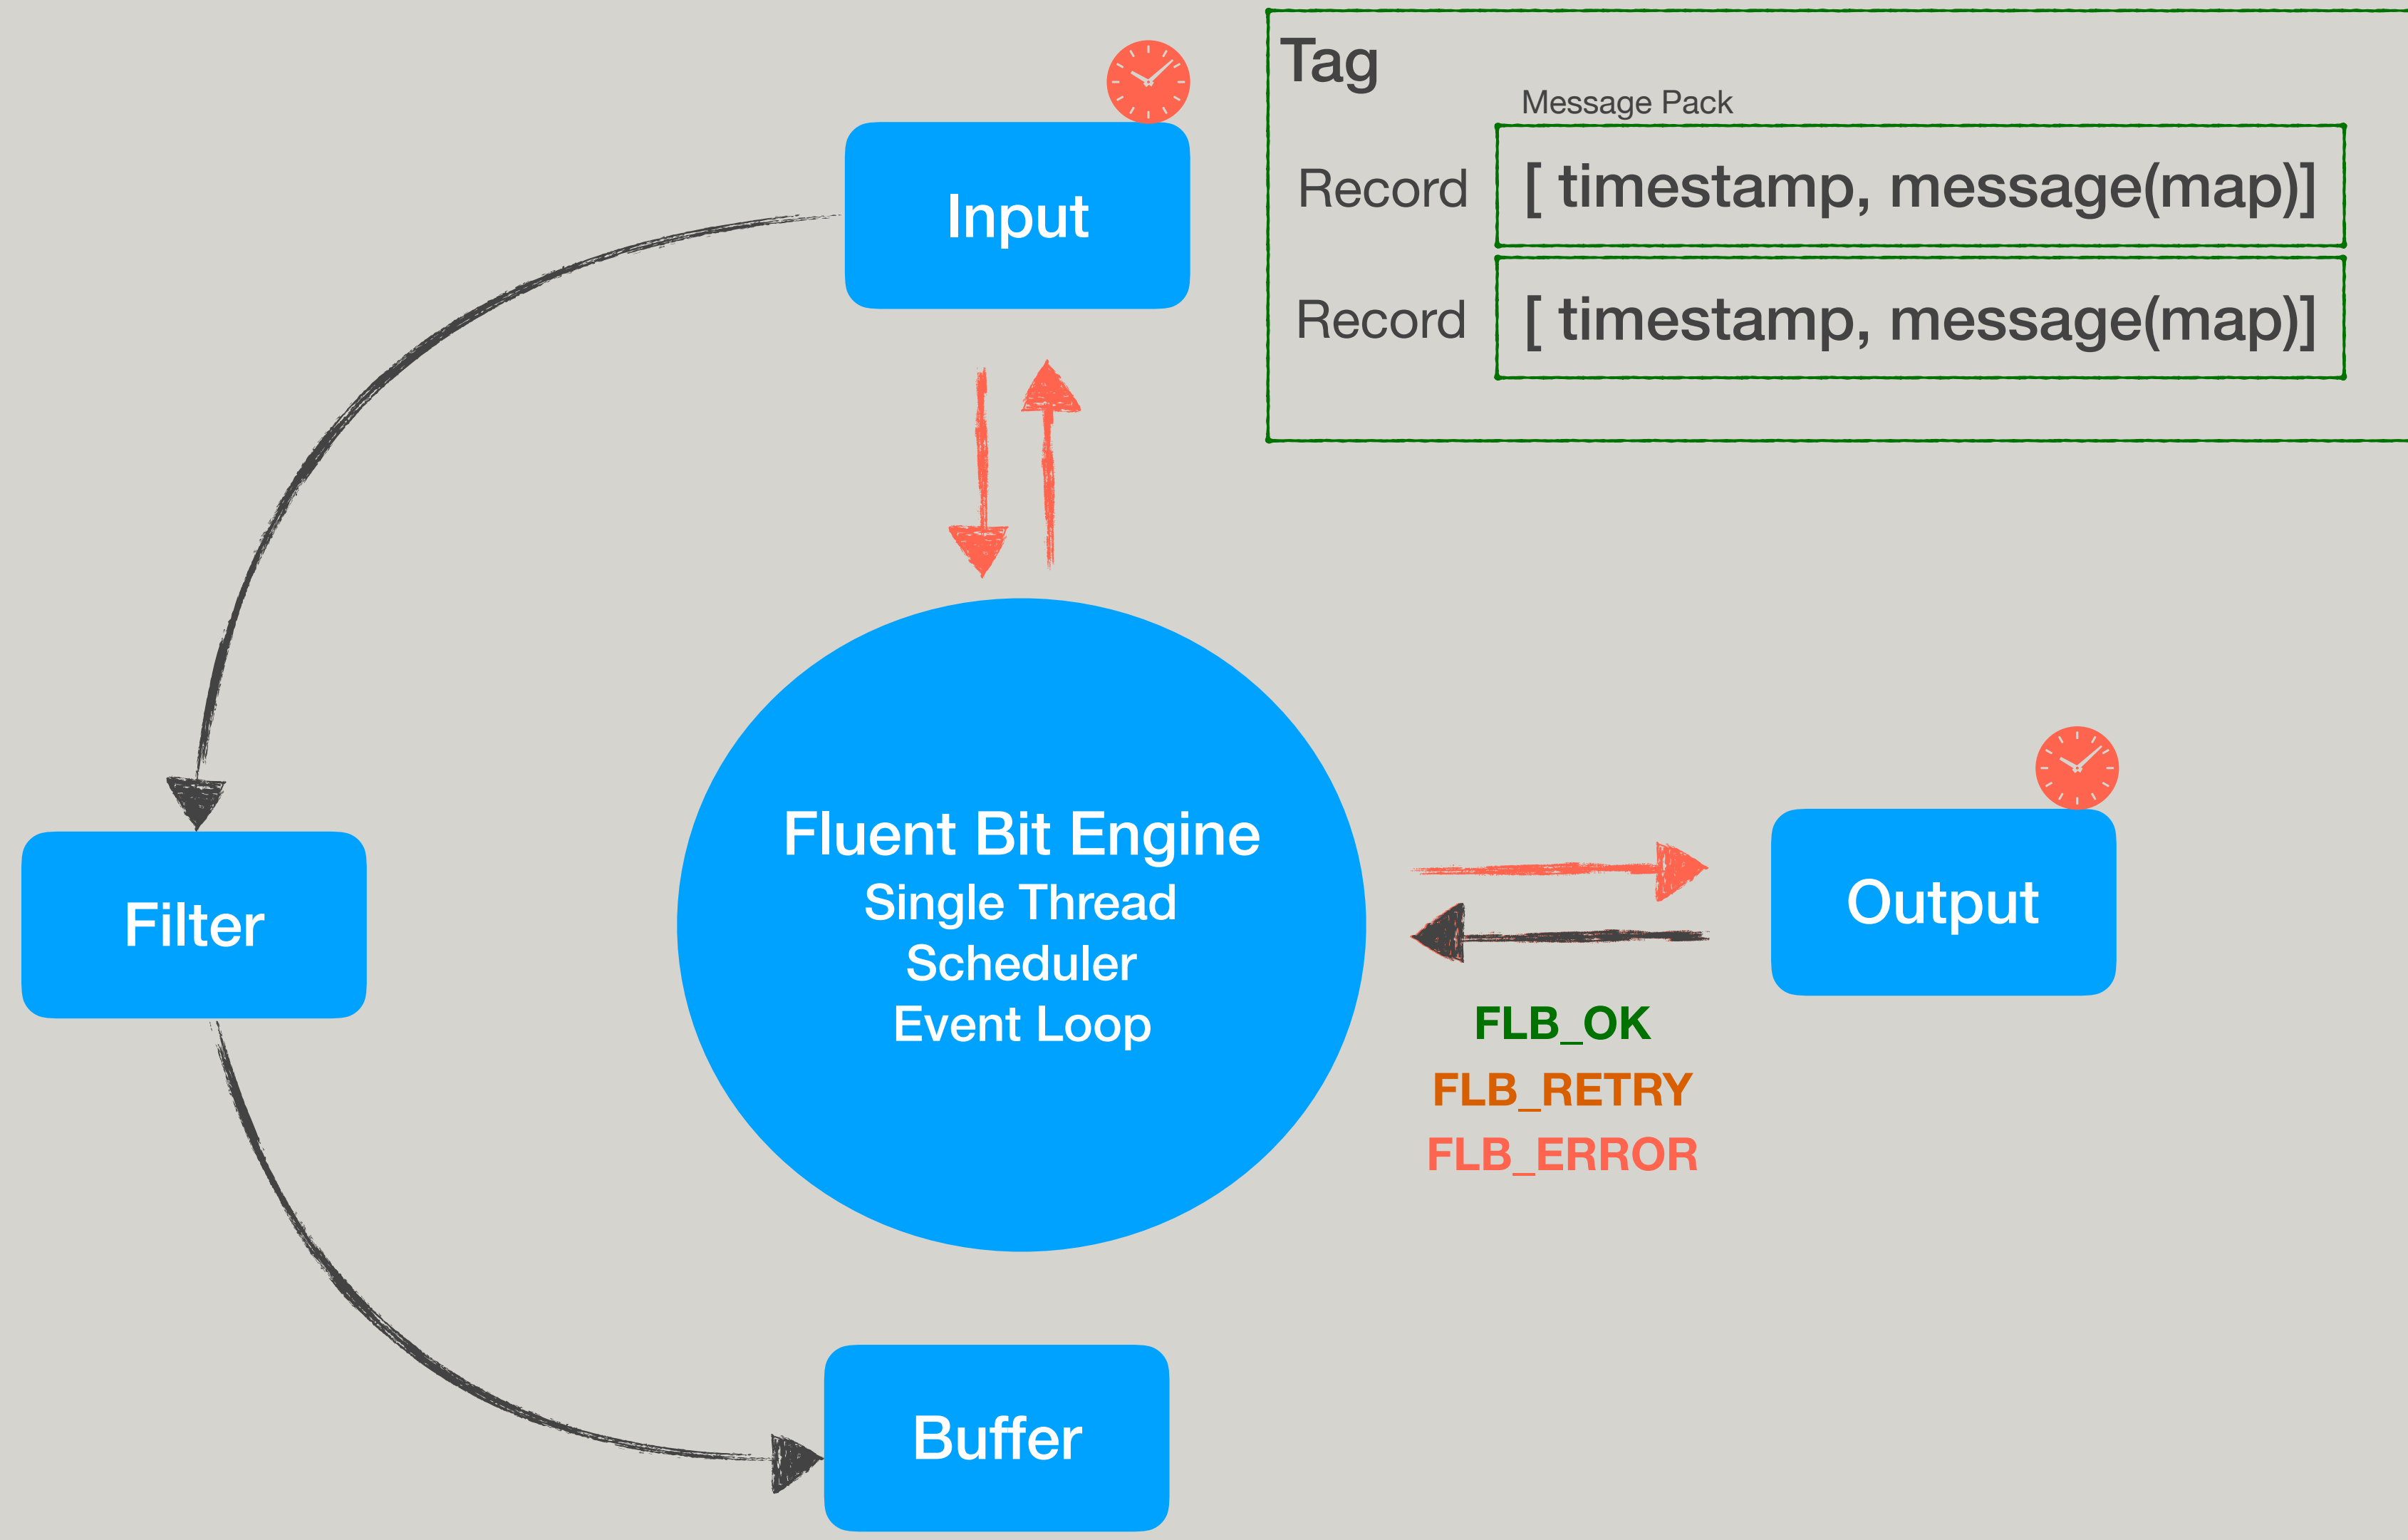 Tag
Message Pack
Record [ timestamp, message(map)]
Record [ timestamp, message(map)]
Input
Filter
Fluent Bit Engine
Single Thread
Scheduler
Event Loop
Output
FLB_OK
FLB_RETRY
FLB_ERROR
Buffer